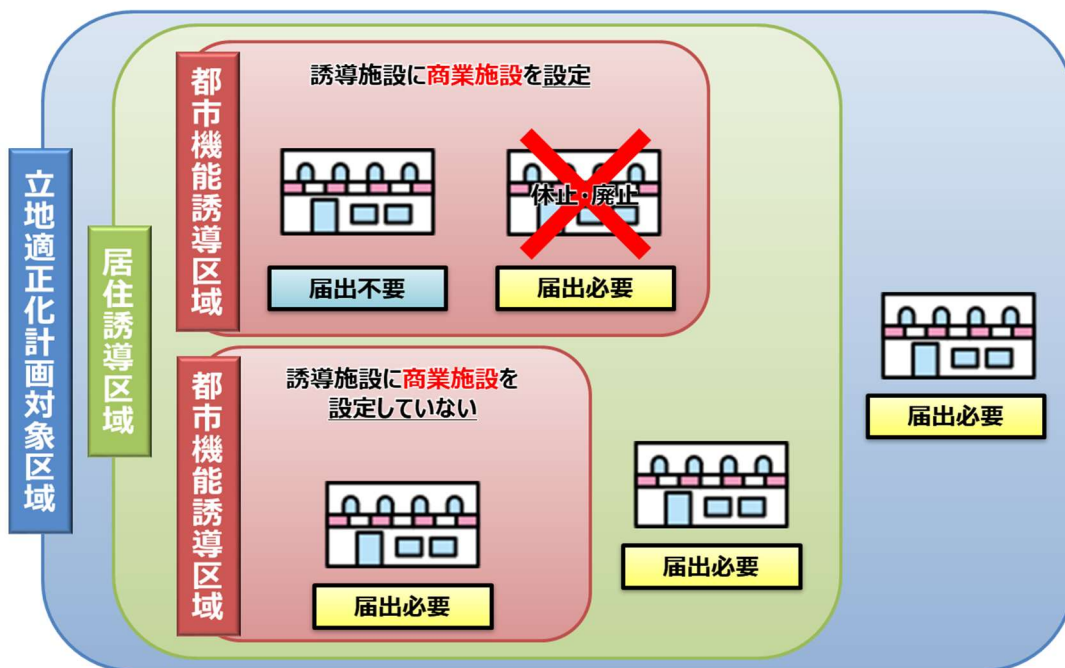 立地適正化計画対象区域
居住誘導区域
都市機能誘導区域
誘導施設に商業施設を設定
休止・廃止
届出不要
届出必要
都市機能誘導区域
誘導施設に商業施設を
設定していない
届出必要
届出必要
届出必要